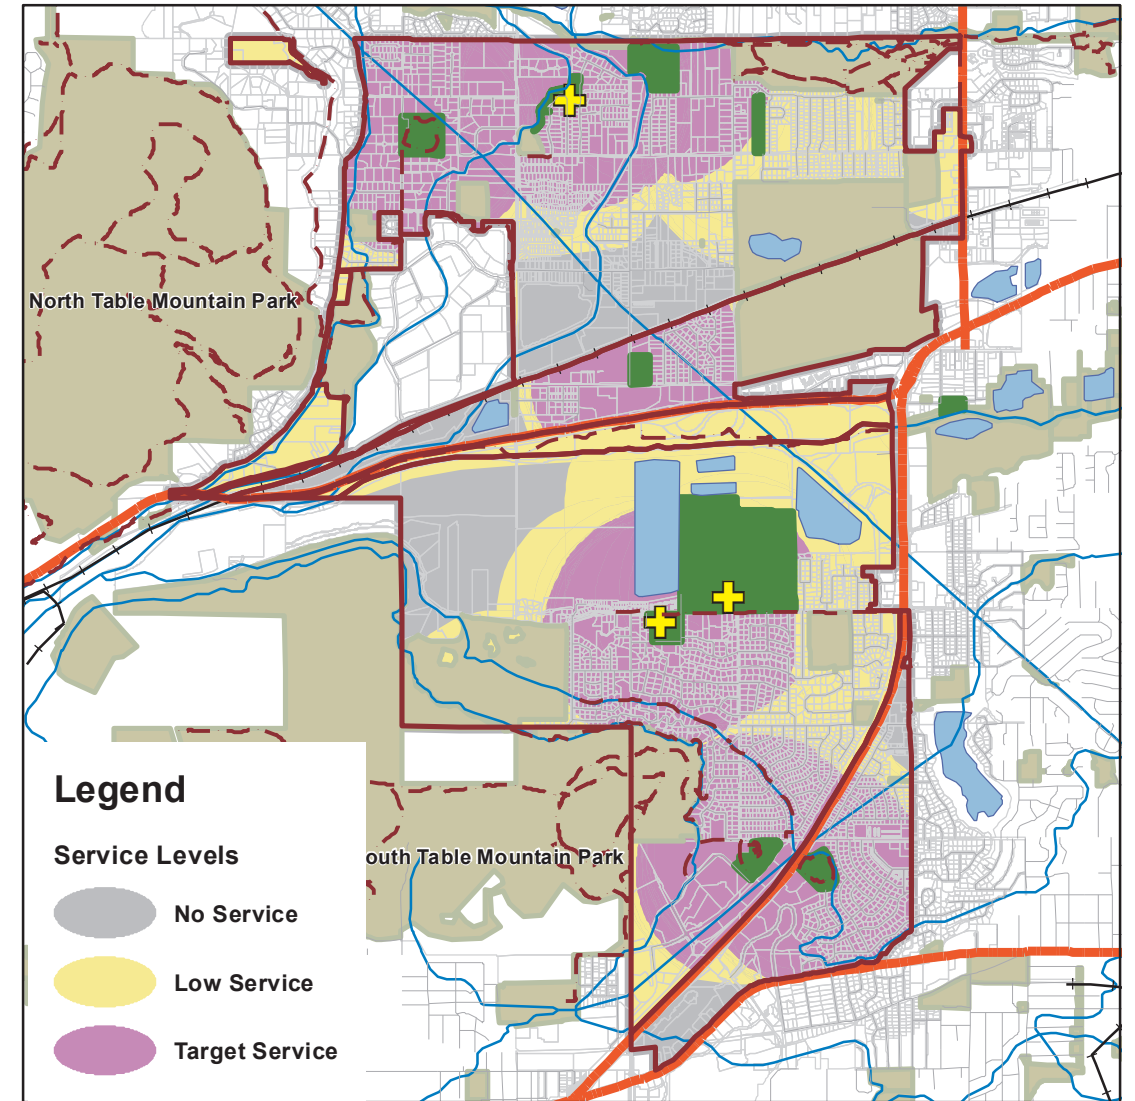 North Table Mountain Park
Legend
Service Levels
outh Table Mountain Park
No Service
Low Service
Target Service